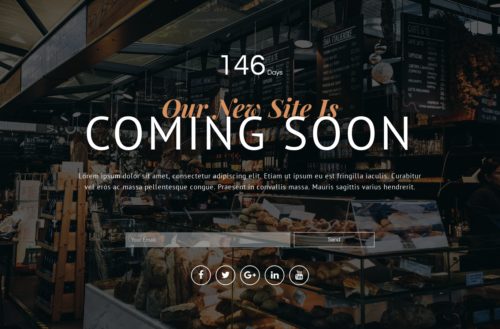 146 Days
Our New Site Is
COMING SOON
Lorem ipsum dolor sit amet, consectetur adipiscing elit. Etiam ut ipsum eu est fringilla iaculis. Curabitur
vel eros ac massa pellentesque congue. Praesent in convallis massa. Mauris sagittis varius hendrerit.
Your Email
Send